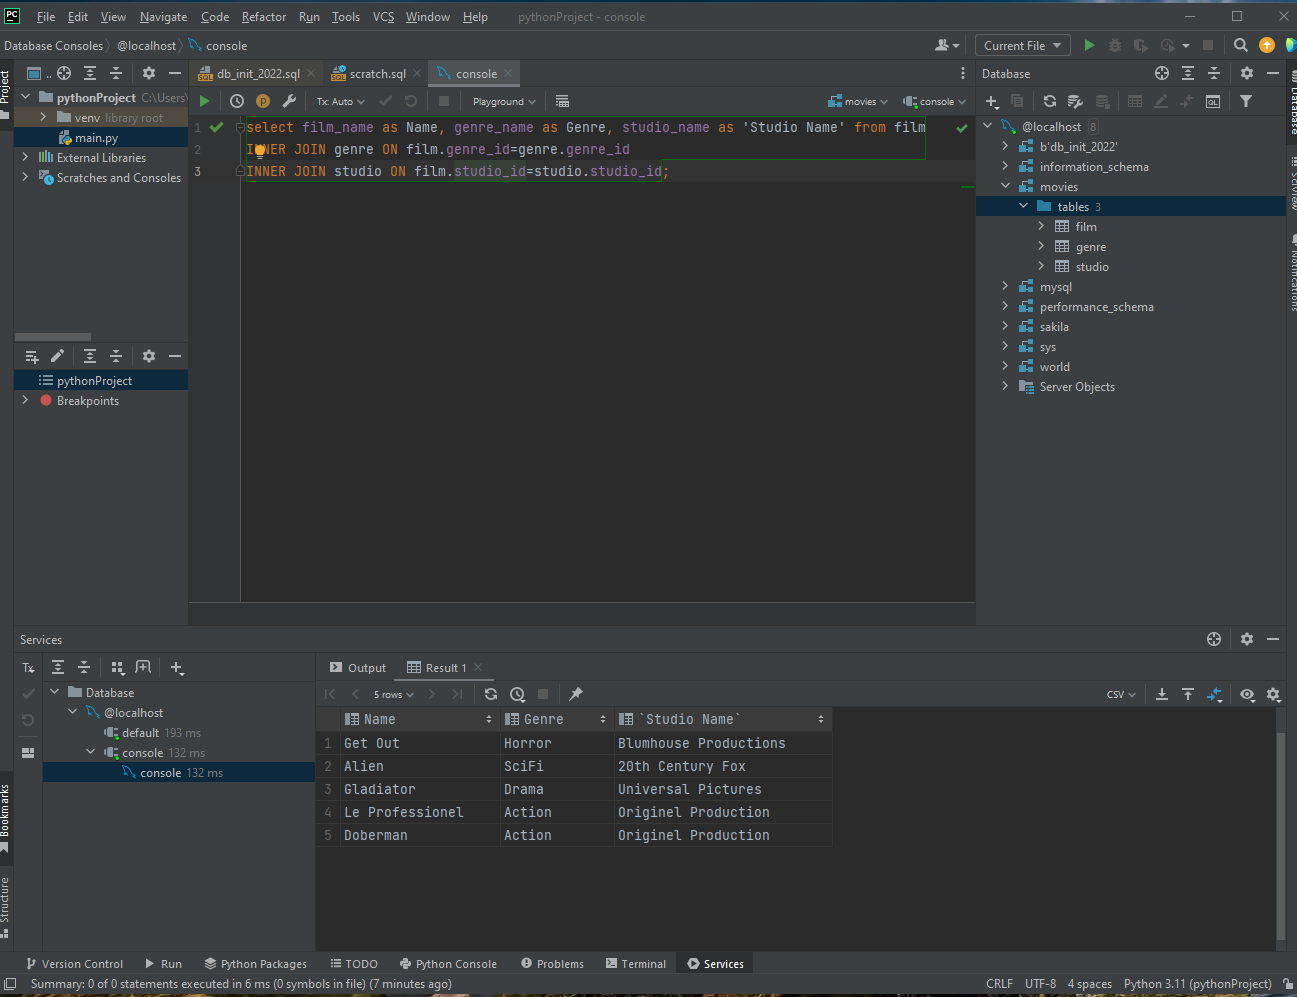 PC File Edit View Navigate Code Refactor Run Tools VCS Window Help pythonProject - console
Database Consoles @localhost console Current File
Project
.. db_init_2022.sql scratch.sql console Database
pythonProject C:\Users\
venv library root
main.py
External Libraries
Scratches and Consoles
Tx: Auto Playground movies console
1 select film_name as Name, genre_name as Genre, studio_name as 'Studio Name' from film
2 INNER JOIN genre ON film.genre_id=genre.genre_id
3 INNER JOIN studio ON film.studio_id=studio.studio_id;
@localhost 8
b'db_init_2022'
information_schema
movies
tables 3
film
genre
studio
mysql
performance_schema
sakila
sys
world
Server Objects
Database
SciView
Notifications
pythonProject
Breakpoints
Services
Tx
Database
@localhost
default 193 ms
console 132 ms
console 132 ms
Output Result 1
5 rows CSV
Name Genre `Studio Name`
1 Get Out Horror Blumhouse Productions
2 Alien SciFi 20th Century Fox
3 Gladiator Drama Universal Pictures
4 Le Professionel Action Originel Production
5 Doberman Action Originel Production
Bookmarks
Structure
Version Control Run Python Packages TODO Python Console Problems Terminal Services
Summary: 0 of 0 statements executed in 6 ms (0 symbols in file) (7 minutes ago) CRLF UTF-8 4 spaces Python 3.11 (pythonProject)